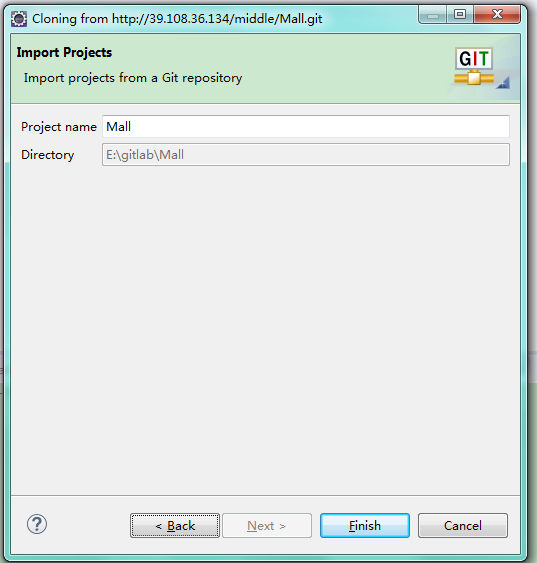 Cloning from http://39.108.36.134/middle/Mall.git
Import Projects
Import projects from a Git repository
GIT
Project name Mall
Directory E:\gitlab\Mall
? < Back Next > Finish Cancel